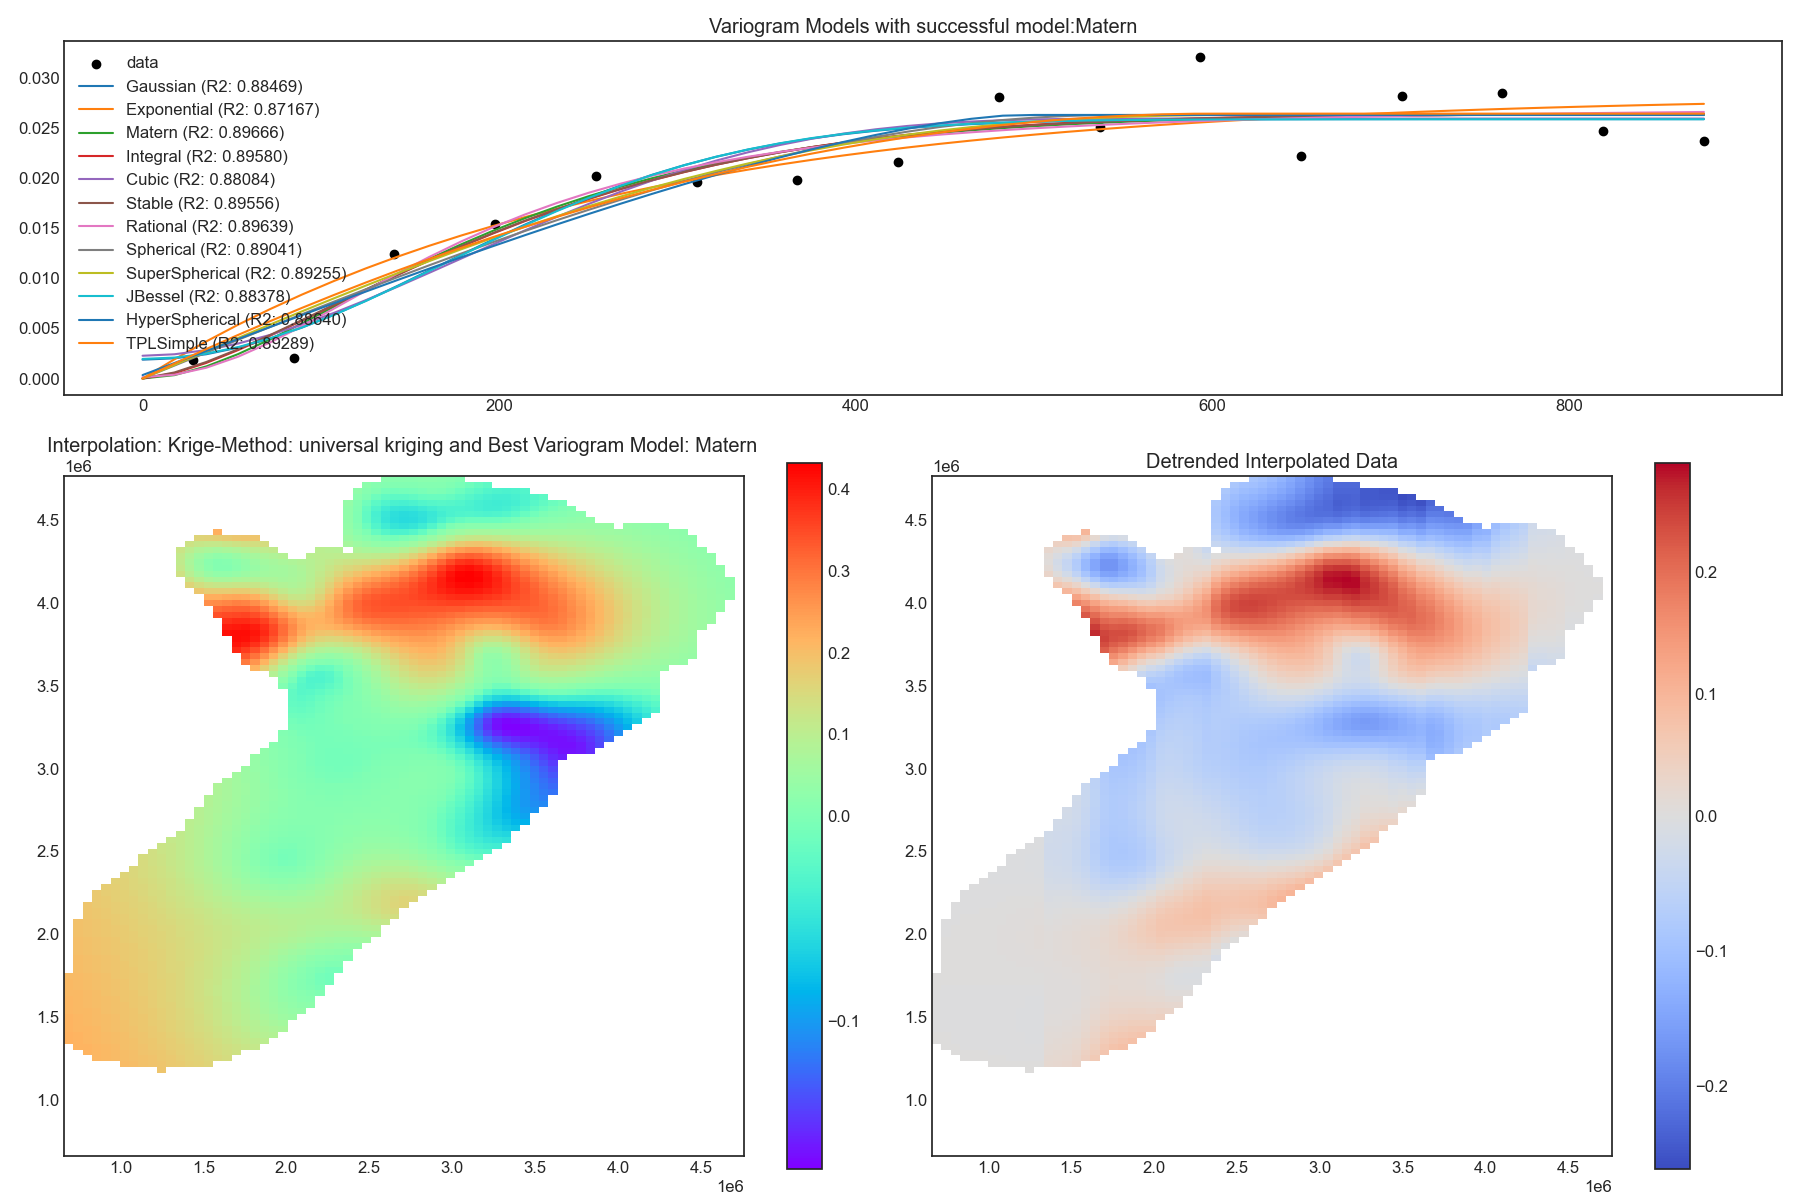 Variogram Models with successful model:Matern
0.030
0.025
0.020
0.015
0.010
0.005
0.000
data
Gaussian (R2: 0.88469)
Exponential (R2: 0.87167)
Matern (R2: 0.89666)
Integral (R2: 0.89580)
Cubic (R2: 0.88084)
Stable (R2: 0.89556)
Rational (R2: 0.89639)
Spherical (R2: 0.89041)
SuperSpherical (R2: 0.89255)
JBessel (R2: 0.88378)
HyperSpherical (R2: 0.88640)
TPLSimple (R2: 0.89289)
0 200 400 600 800
Interpolation: Krige-Method: universal kriging and Best Variogram Model: Matern
1e6
4.5
4.0
3.5
3.0
2.5
2.0
1.5
1.0
1.0 1.5 2.0 2.5 3.0 3.5 4.0 4.5
1e6
0.4
0.3
0.2
0.1
0.0
−0.1
Detrended Interpolated Data
1e6
4.5
4.0
3.5
3.0
2.5
2.0
1.5
1.0
1.0 1.5 2.0 2.5 3.0 3.5 4.0 4.5
1e6
0.2
0.1
0.0
−0.1
−0.2